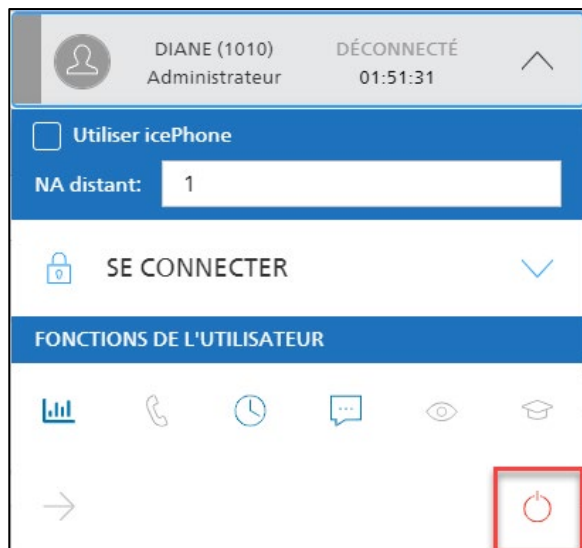 DIANE (1010) DÉCONNECTÉ
Administrateur 01:51:31
Utiliser icePhone
NA distant: 1
SE CONNECTER
FONCTIONS DE L'UTILISATEUR